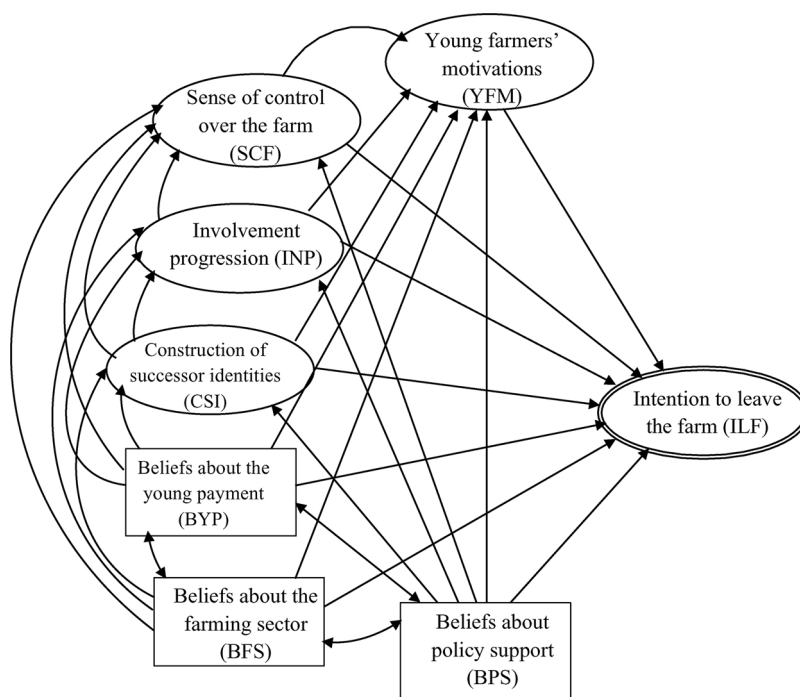 Young farmers'
motivations
(YFM)
Sense of control
over the farm
(SCF)
Involvement
progression (INP)
Construction of
successor identities
(CSI)
Intention to leave
the farm (ILF)
Beliefs about the
young payment
(BYP)
Beliefs about the
farming sector
(BFS)
Beliefs about
policy support
(BPS)